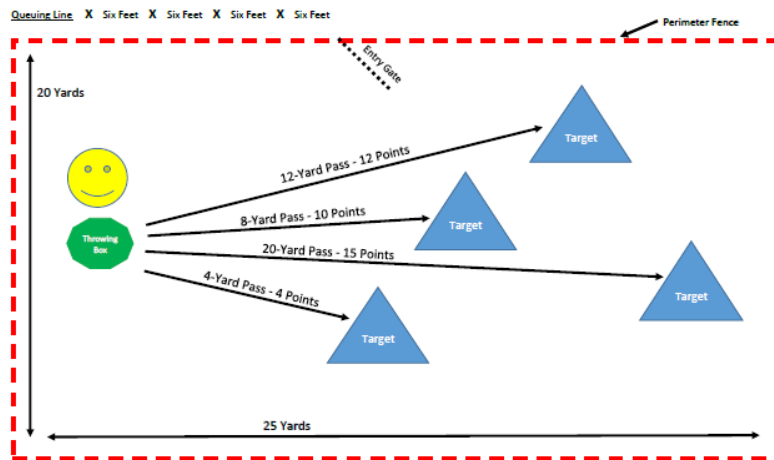 Queuing Line X Six Feet X Six Feet X Six Feet X Six Feet
Perimeter Fence
Entry Gate
20 Yards
Target
12-Yard Pass - 12 Points
8-Yard Pass - 10 Points
Target
Throwing
Box
20-Yard Pass - 15 Points
Target
4-Yard Pass - 4 Points
Target
25 Yards